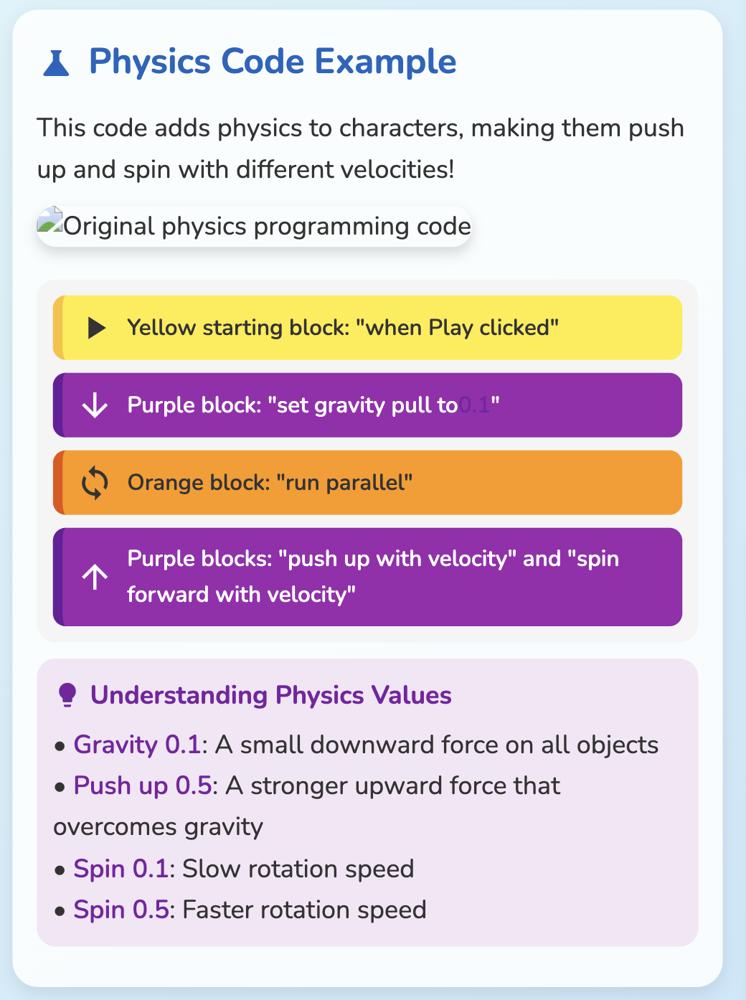 Physics Code Example
This code adds physics to characters, making them push
up and spin with different velocities!
Original physics programming code
Yellow starting block: "when Play clicked"
Purple block: "set gravity pull to0.1"
Orange block: "run parallel"
Purple blocks: "push up with velocity" and "spin
forward with velocity"
Understanding Physics Values
• Gravity 0.1: A small downward force on all objects
• Push up 0.5: A stronger upward force that
overcomes gravity
• Spin 0.1: Slow rotation speed
• Spin 0.5: Faster rotation speed